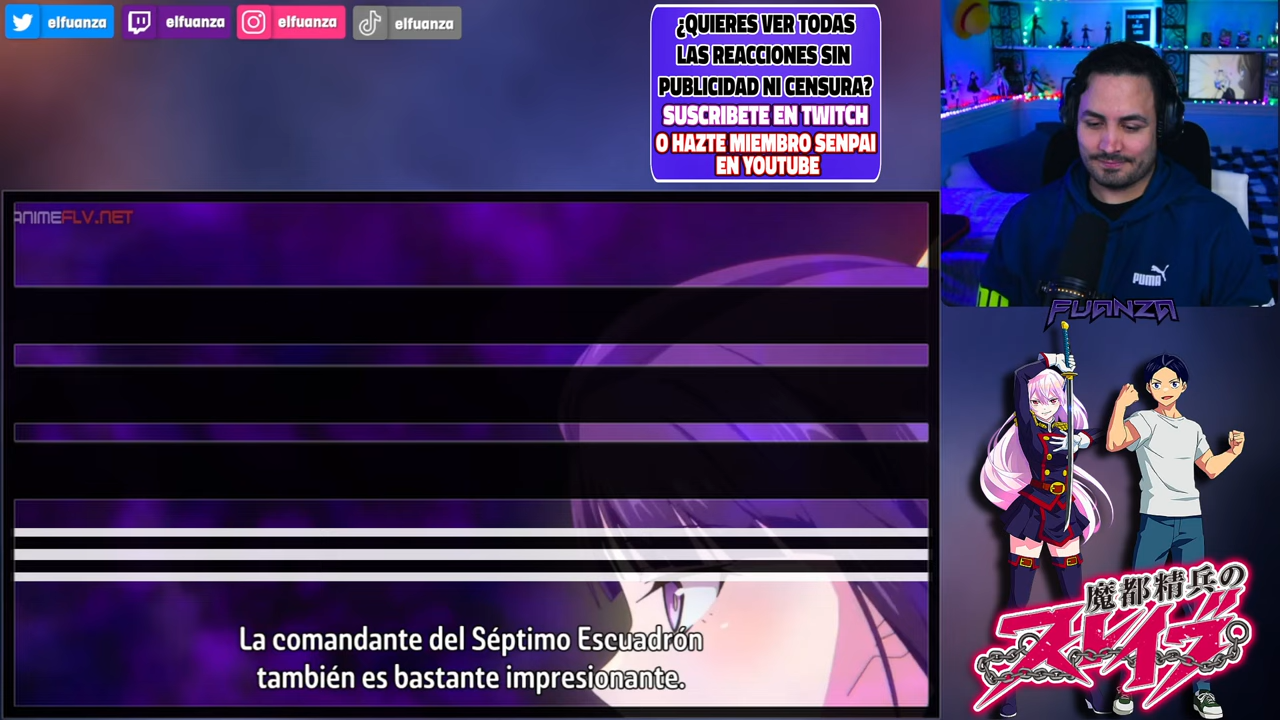 elfuanza
elfuanza
elfuanza
elfuanza
¿QUIERES VER TODAS
LAS REACCIONES SIN
PUBLICIDAD NI CENSURA?
SUSCRIBETE EN TWITCH
O HAZTE MIEMBRO SENPAI
EN YOUTUBE
ANIMEFLV.NET
PUMA
FUANZA
La comandante del Séptimo Escuadrón
también es bastante impresionante.
魔都精兵の
スレイブ